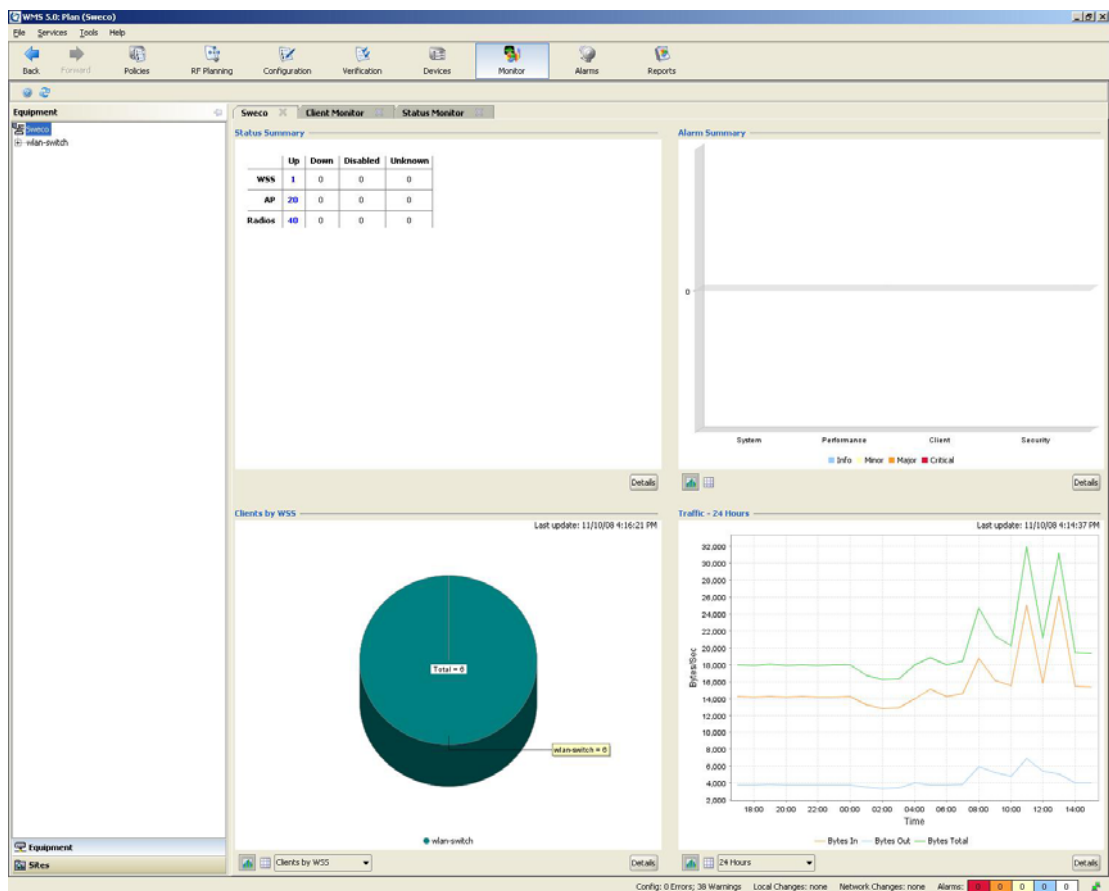 WMS 5.0: Plan (Sweco)
File Services Tools Help
Back Forward Policies RF Planning Configuration Verification Devices Monitor Alarms Reports
Equipment
Sweco
wlan-switch
Sweco Client Monitor Status Monitor
Status Summary
Up Down Disabled Unknown
WSS 1 0 0 0
AP 20 0 0 0
Radios 40 0 0 0
Details
Alarm Summary
0
System Performance Client Security
Info Minor Major Critical
Details
Clients by WSS
Last update: 11/10/08 4:16:21 PM
Total = 6
wlan-switch = 6
wlan-switch
Clients by WSS
Details
Traffic - 24 Hours
Last update: 11/10/08 4:14:37 PM
32,000
30,000
28,000
26,000
24,000
22,000
20,000
18,000
16,000
14,000
12,000
10,000
8,000
6,000
4,000
2,000
Bytes/Sec
18:00 20:00 22:00 00:00 02:00 04:00 06:00 08:00 10:00 12:00 14:00
Time
Bytes In Bytes Out Bytes Total
24 Hours
Details
Equipment
Sites
Config: 0 Errors; 38 Warnings Local Changes: none Network Changes: none Alarms: 0 0 0 0 0